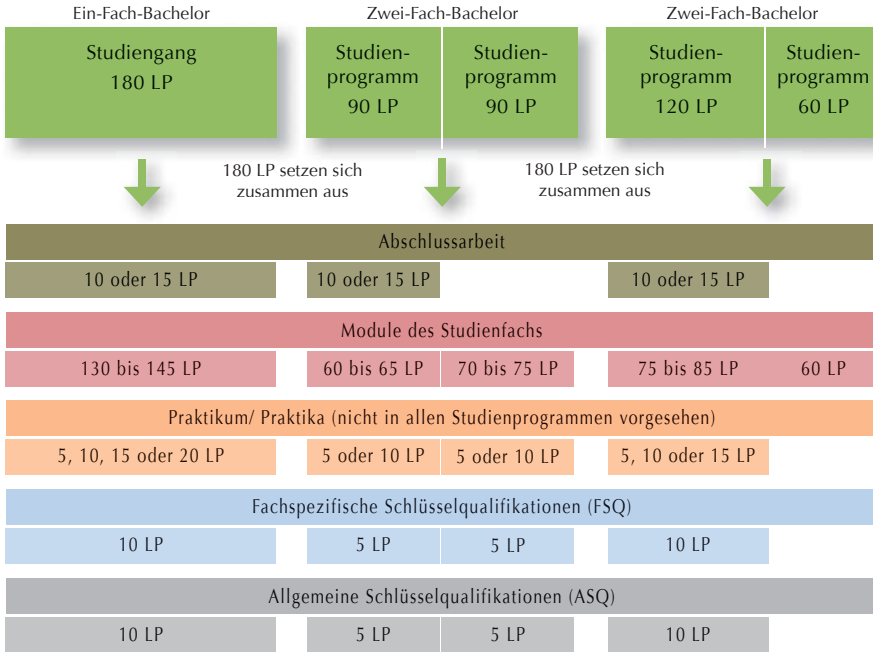 Ein-Fach-Bachelor
Zwei-Fach-Bachelor
Zwei-Fach-Bachelor
Studiengang
180 LP
Studien-
programm
90 LP
Studien-
programm
90 LP
Studien-
programm
120 LP
Studien-
programm
60 LP
180 LP setzen sich
zusammen aus
180 LP setzen sich
zusammen aus
Abschlussarbeit
10 oder 15 LP
10 oder 15 LP
10 oder 15 LP
Module des Studienfachs
130 bis 145 LP
60 bis 65 LP
70 bis 75 LP
75 bis 85 LP
60 LP
Praktikum/ Praktika (nicht in allen Studienprogrammen vorgesehen)
5, 10, 15 oder 20 LP
5 oder 10 LP
5 oder 10 LP
5, 10 oder 15 LP
Fachspezifische Schlüsselqualifikationen (FSQ)
10 LP
5 LP
5 LP
10 LP
Allgemeine Schlüsselqualifikationen (ASQ)
10 LP
5 LP
5 LP
10 LP